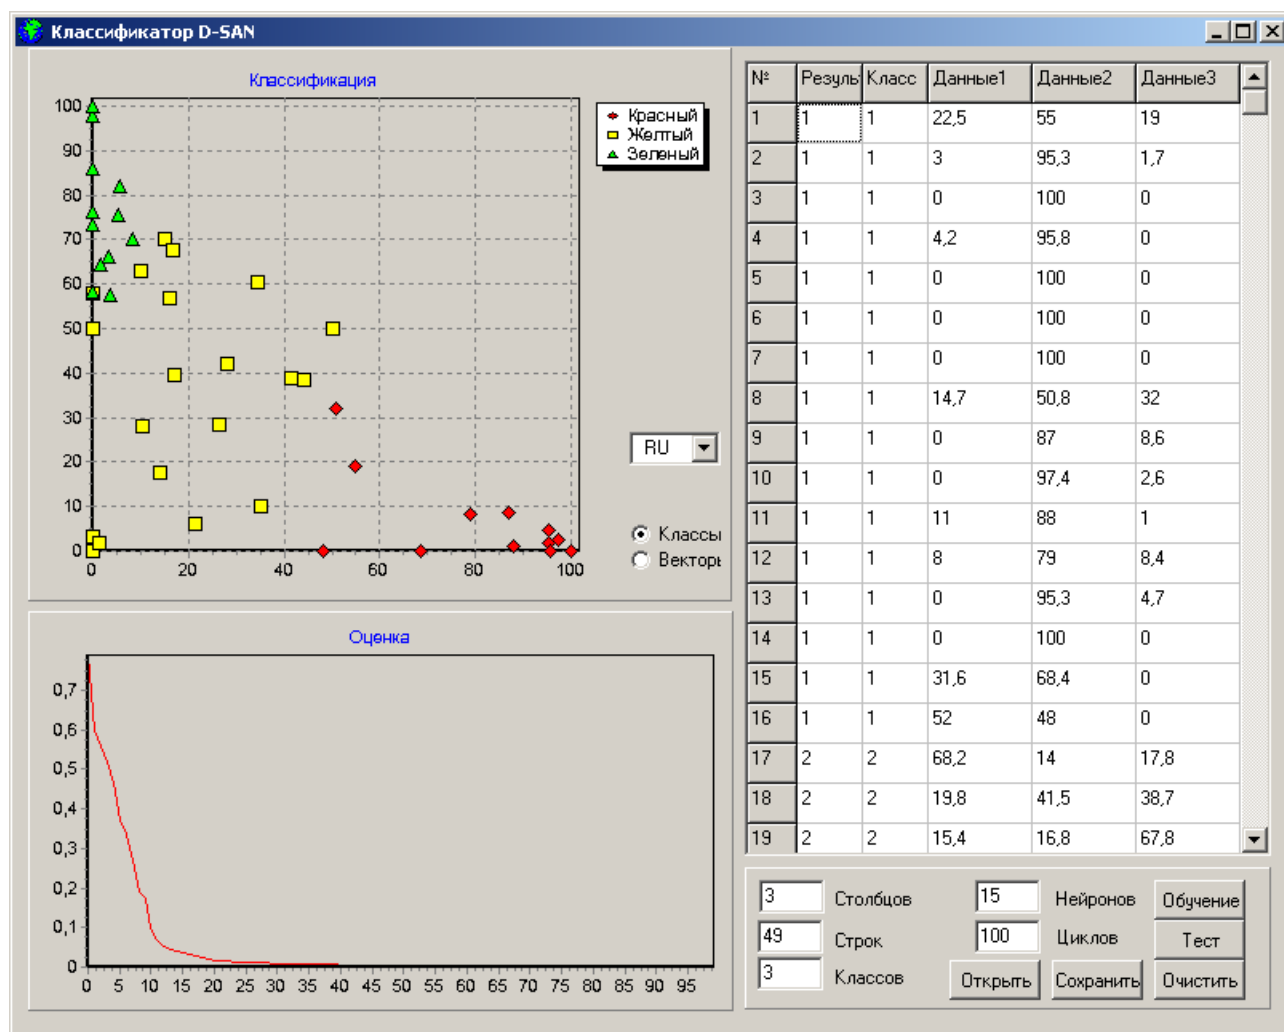 Классификатор D-SAN
Классификация
100
90
80
70
60
50
40
30
20
10
0
0 20 40 60 80 100
Красный
Желтый
Зеленый
RU
Классы
Векторы
Оценка
0,7
0,6
0,5
0,4
0,3
0,2
0,1
0
0 5 10 15 20 25 30 35 40 45 50 55 60 65 70 75 80 85 90 95
№ Резуль Класс Данные1 Данные2 Данные3
1 1 1 22,5 55 19
2 1 1 3 95,3 1,7
3 1 1 0 100 0
4 1 1 4,2 95,8 0
5 1 1 0 100 0
6 1 1 0 100 0
7 1 1 0 100 0
8 1 1 14,7 50,8 32
9 1 1 0 87 8,6
10 1 1 0 97,4 2,6
11 1 1 11 88 1
12 1 1 8 79 8,4
13 1 1 0 95,3 4,7
14 1 1 0 100 0
15 1 1 31,6 68,4 0
16 1 1 52 48 0
17 2 2 68,2 14 17,8
18 2 2 19,8 41,5 38,7
19 2 2 15,4 16,8 67,8
3 Столбцов 15 Нейронов Обучение
49 Строк 100 Циклов Тест
3 Классов Открыть Сохранить Очистить